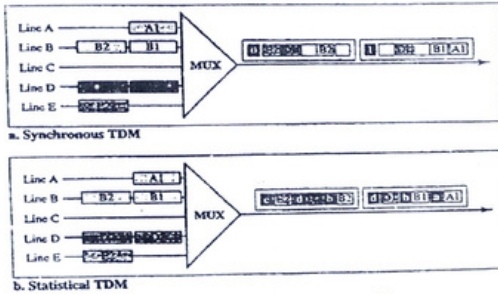 Line A
A1
Line B
B2 B1
Line C
MUX
Line D
Line E
B2
B1 A1
a. Synchronous TDM
Line A
A1
Line B
B2 B1
Line C
MUX
Line D
Line E
B2
B1 A1
b. Statistical TDM